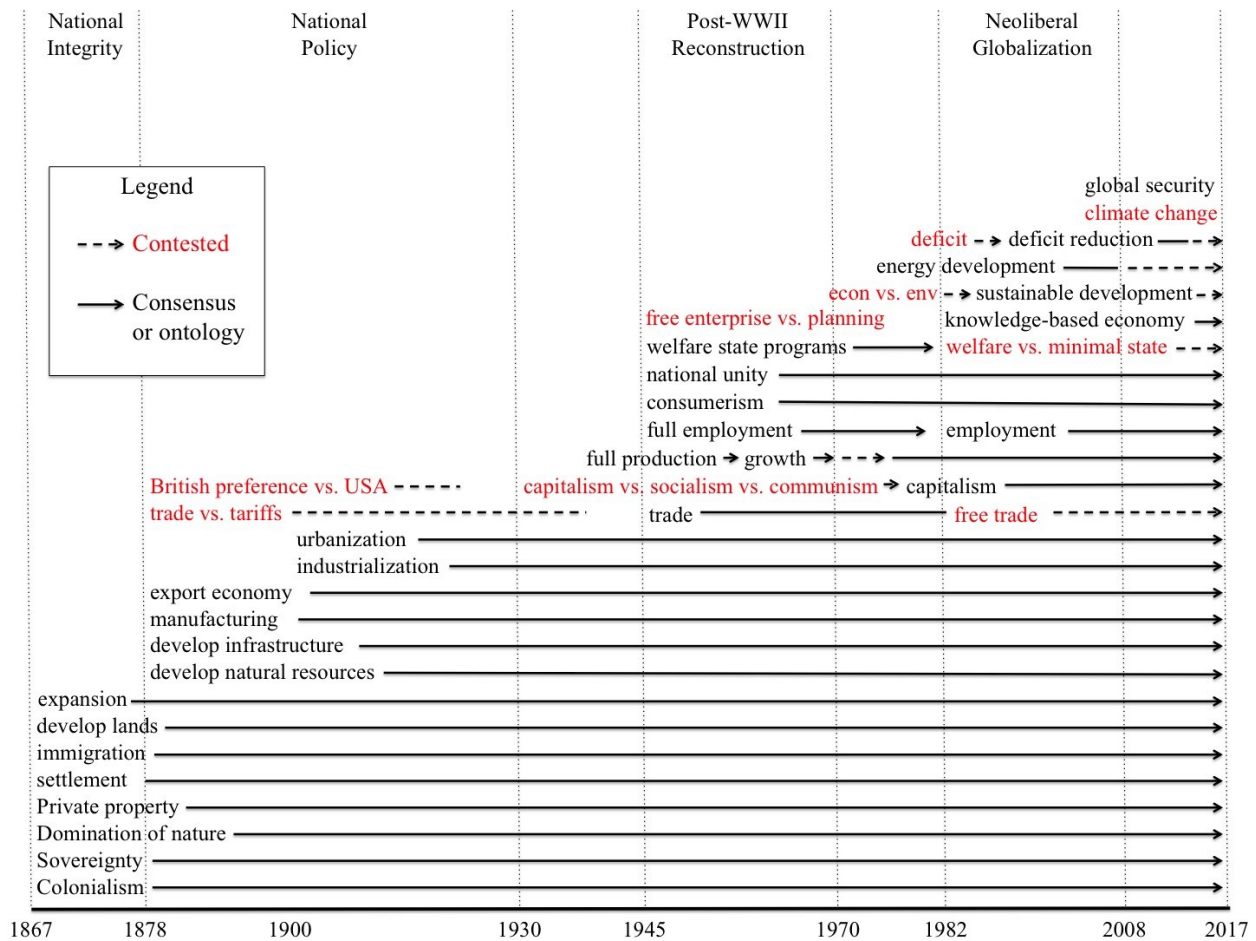 National
Integrity
National
Policy
Post-WWII
Reconstruction
Neoliberal
Globalization
Legend
Contested
Consensus
or ontology
global security
climate change
deficit
deficit reduction
energy development
econ vs. env
sustainable development
free enterprise vs. planning
knowledge-based economy
welfare state programs
welfare vs. minimal state
national unity
consumerism
full employment
employment
full production
growth
British preference vs. USA
capitalism vs. socialism vs. communism
capitalism
trade vs. tariffs
trade
free trade
urbanization
industrialization
export economy
manufacturing
develop infrastructure
develop natural resources
expansion
develop lands
immigration
settlement
Private property
Domination of nature
Sovereignty
Colonialism
1867 1878 1900 1930 1945 1970 1982 2008 2017